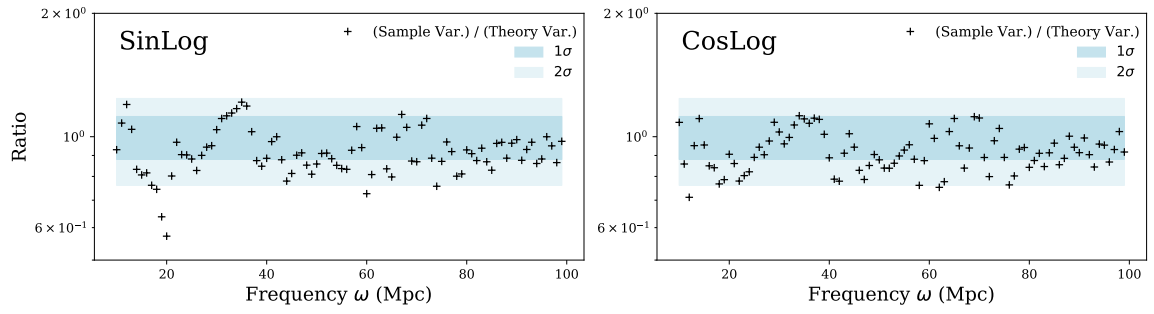 2 × 10⁰
SinLog
(Sample Var.) / (Theory Var.)
1σ
2σ
10⁰
6 × 10⁻¹
Ratio
20 40 60 80 100
Frequency ω (Mpc)
2 × 10⁰
CosLog
(Sample Var.) / (Theory Var.)
1σ
2σ
10⁰
6 × 10⁻¹
20 40 60 80 100
Frequency ω (Mpc)